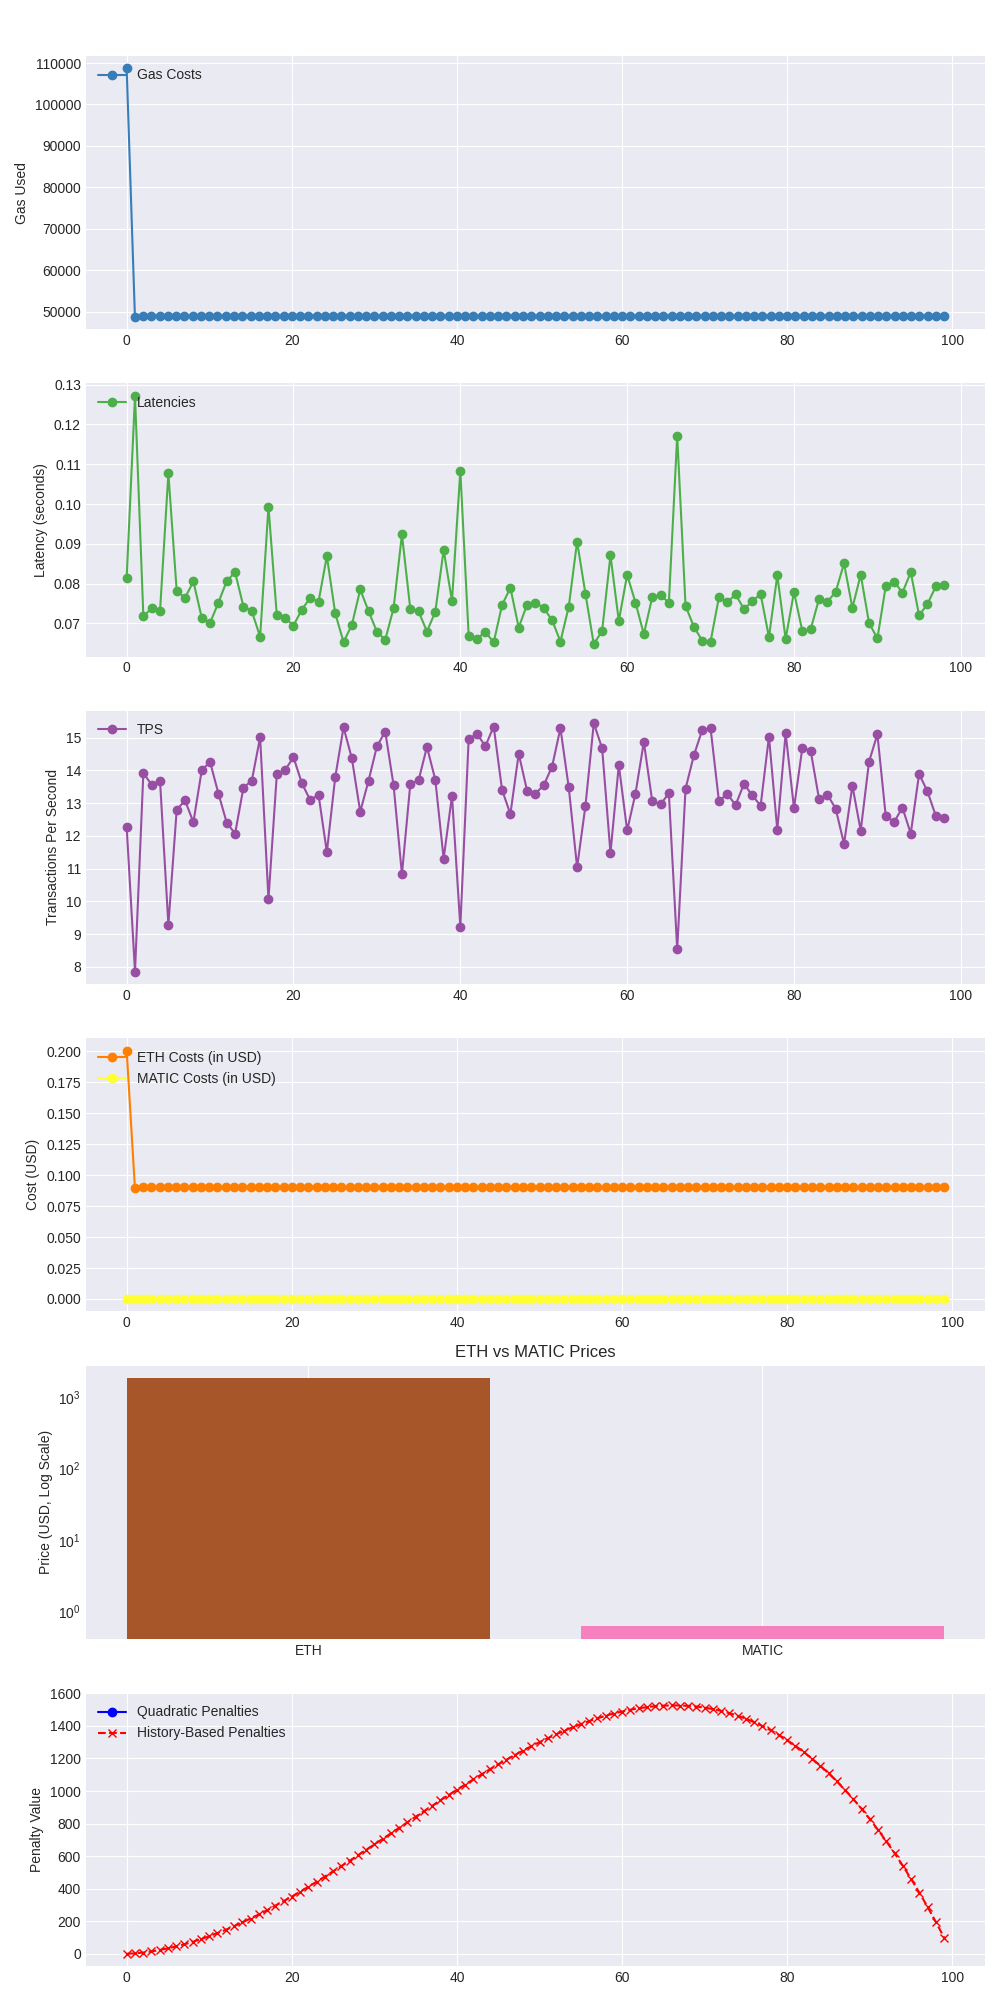 110000
100000
90000
80000
70000
60000
50000
Gas Used
Gas Costs
0 20 40 60 80 100
0.13
0.12
0.11
0.10
0.09
0.08
0.07
Latency (seconds)
Latencies
0 20 40 60 80 100
15
14
13
12
11
10
9
8
Transactions Per Second
TPS
0 20 40 60 80 100
0.200
0.175
0.150
0.125
0.100
0.075
0.050
0.025
0.000
Cost (USD)
ETH Costs (in USD)
MATIC Costs (in USD)
0 20 40 60 80 100
ETH vs MATIC Prices
10³
10²
10¹
10⁰
Price (USD, Log Scale)
ETH MATIC
1600
1400
1200
1000
800
600
400
200
0
Penalty Value
Quadratic Penalties
History-Based Penalties
0 20 40 60 80 100